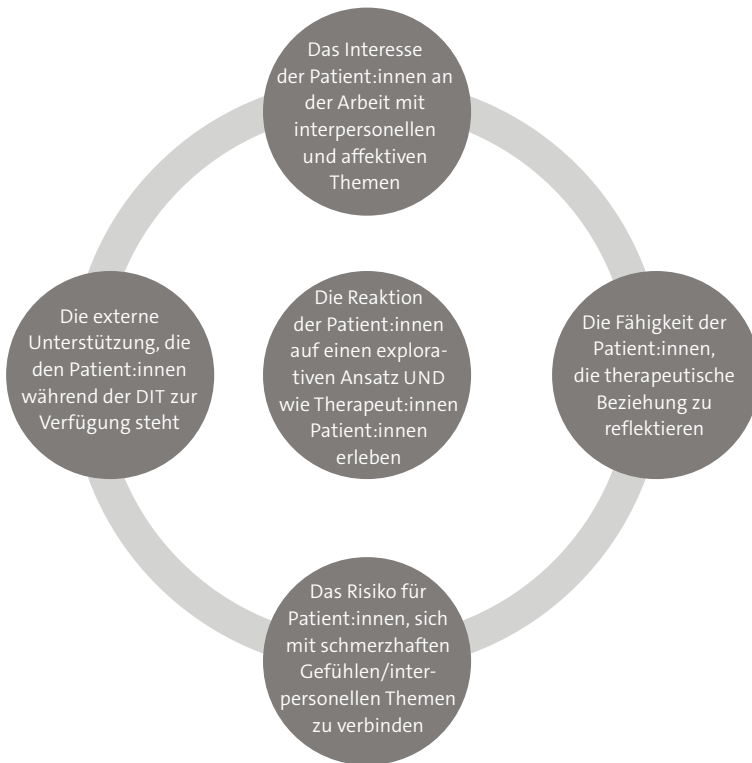 Das Interesse
der Patient:innen an
der Arbeit mit
interpersonellen
und affektiven
Themen
Die externe
Unterstützung, die
den Patient:innen
während der DIT zur
Verfügung steht
Die Reaktion
der Patient:innen
auf einen explora-
tiven Ansatz UND
wie Therapeut:innen
Patient:innen
erleben
Die Fähigkeit der
Patient:innen,
die therapeutische
Beziehung zu
reflektieren
Das Risiko für
Patient:innen, sich
mit schmerzhaften
Gefühlen/inter-
personellen Themen
zu verbinden